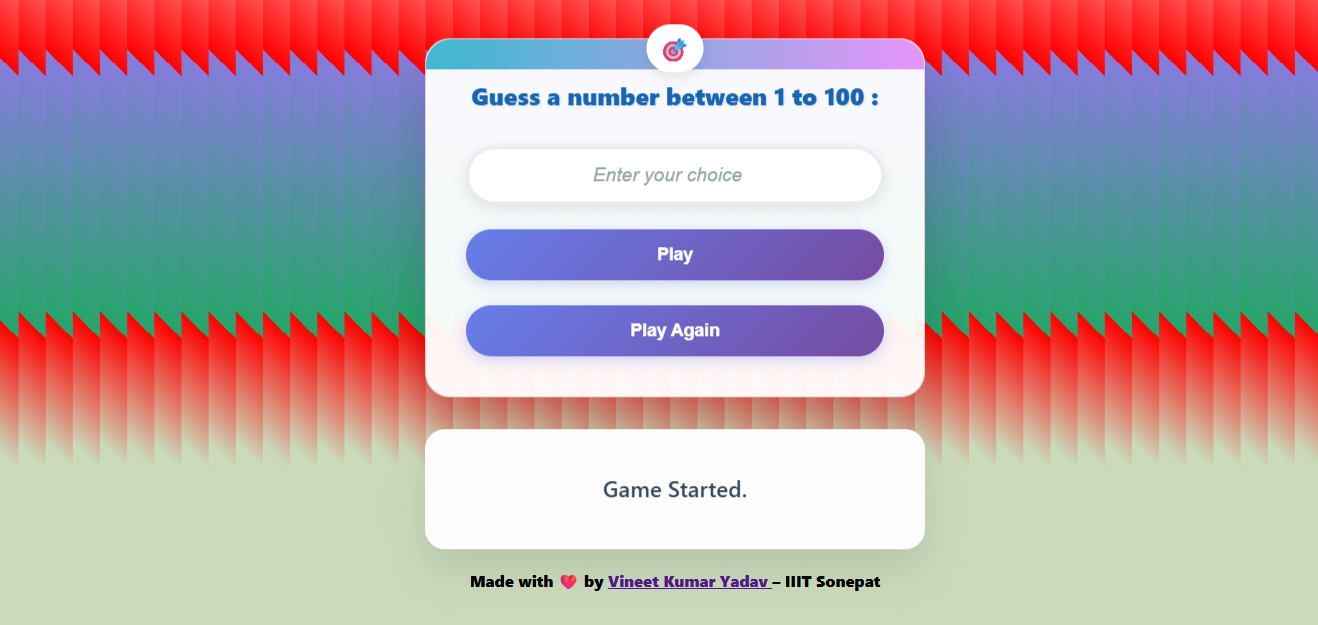 Guess a number between 1 to 100 :
Enter your choice
Play
Play Again
Game Started.
Made with 💖 by Vineet Kumar Yadav – IIIT Sonepat